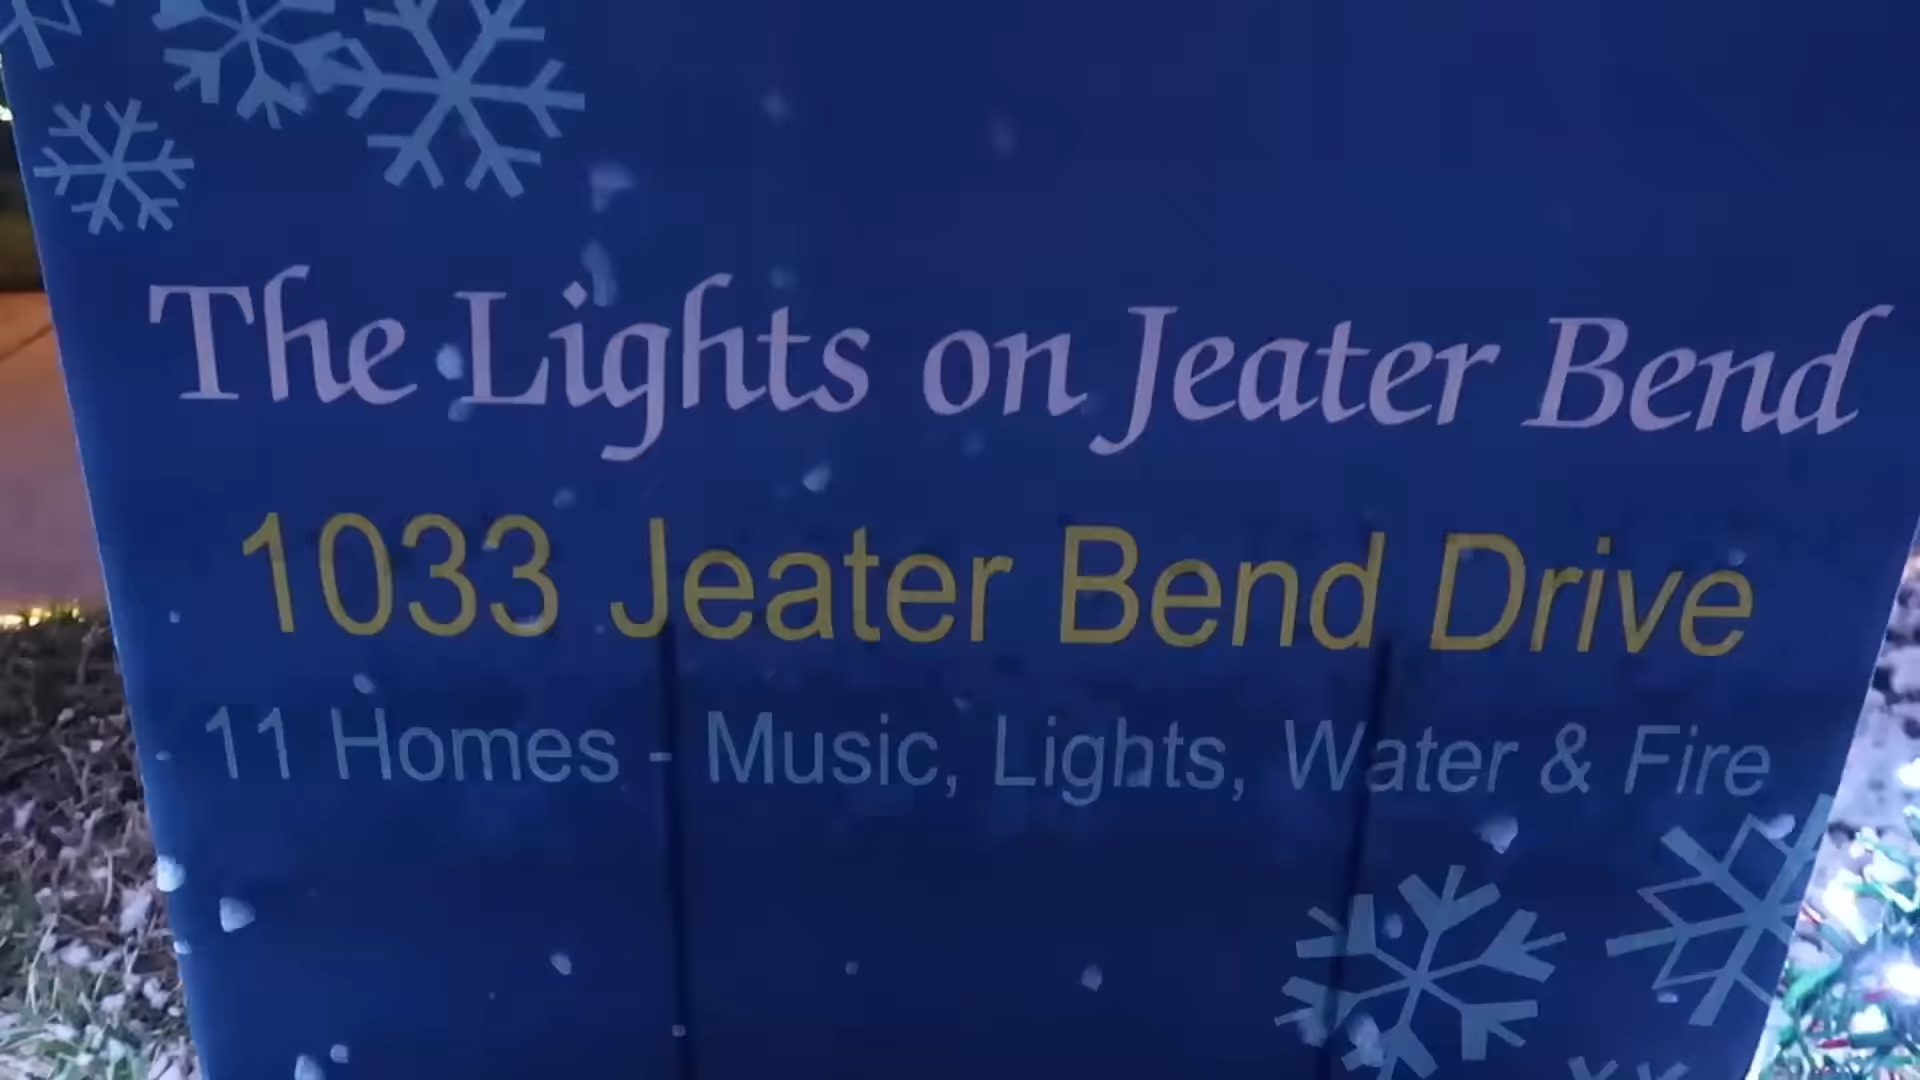 The Lights on Jeater Bend
1033 Jeater Bend Drive
11 Homes - Music, Lights, Water & Fire